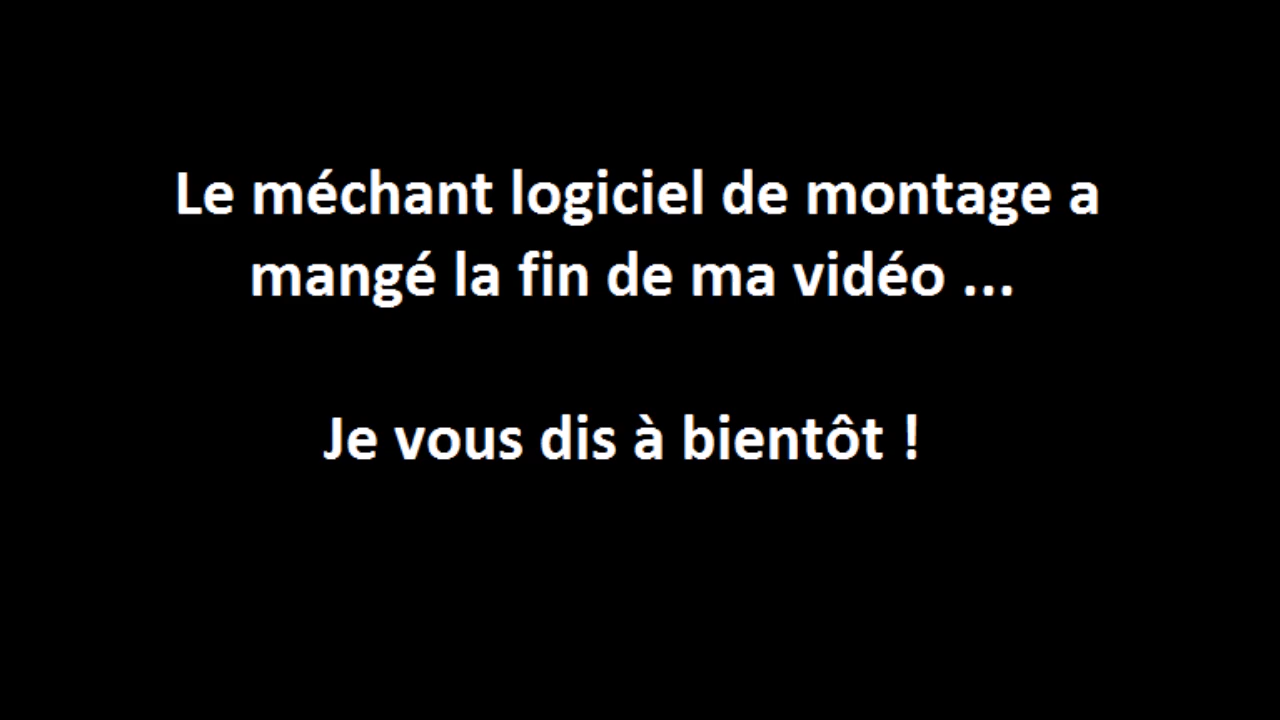 Le méchant logiciel de montage a
mangé la fin de ma vidéo ...
Je vous dis à bientôt !